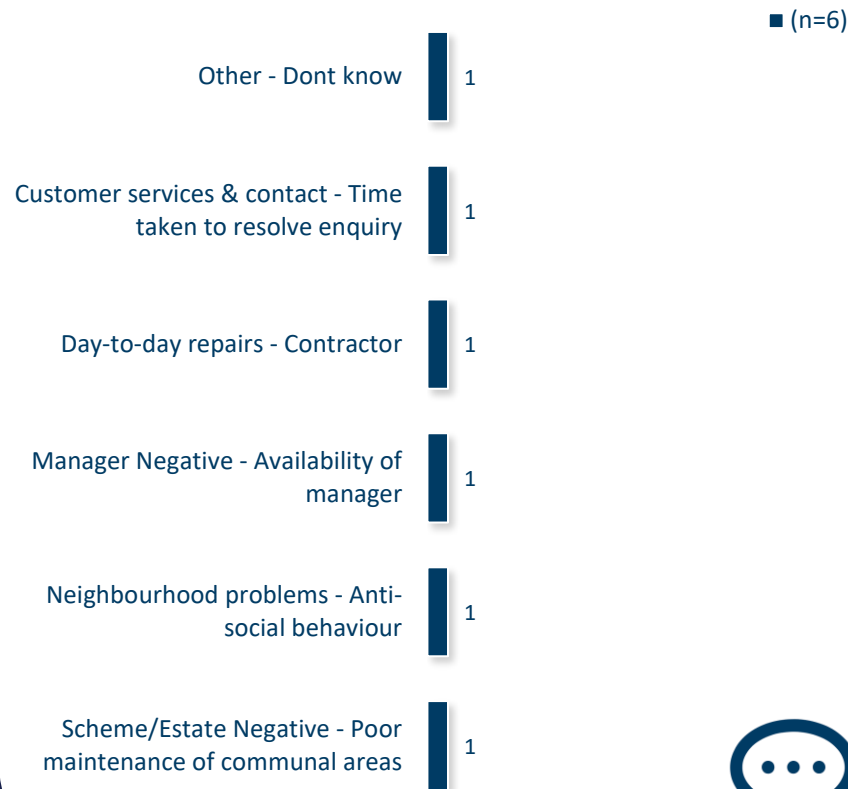 (n=6)
Other - Dont know
1
Customer services & contact - Time
taken to resolve enquiry
1
Day-to-day repairs - Contractor
1
Manager Negative - Availability of
manager
1
Neighbourhood problems - Anti-
social behaviour
1
Scheme/Estate Negative - Poor
maintenance of communal areas
1